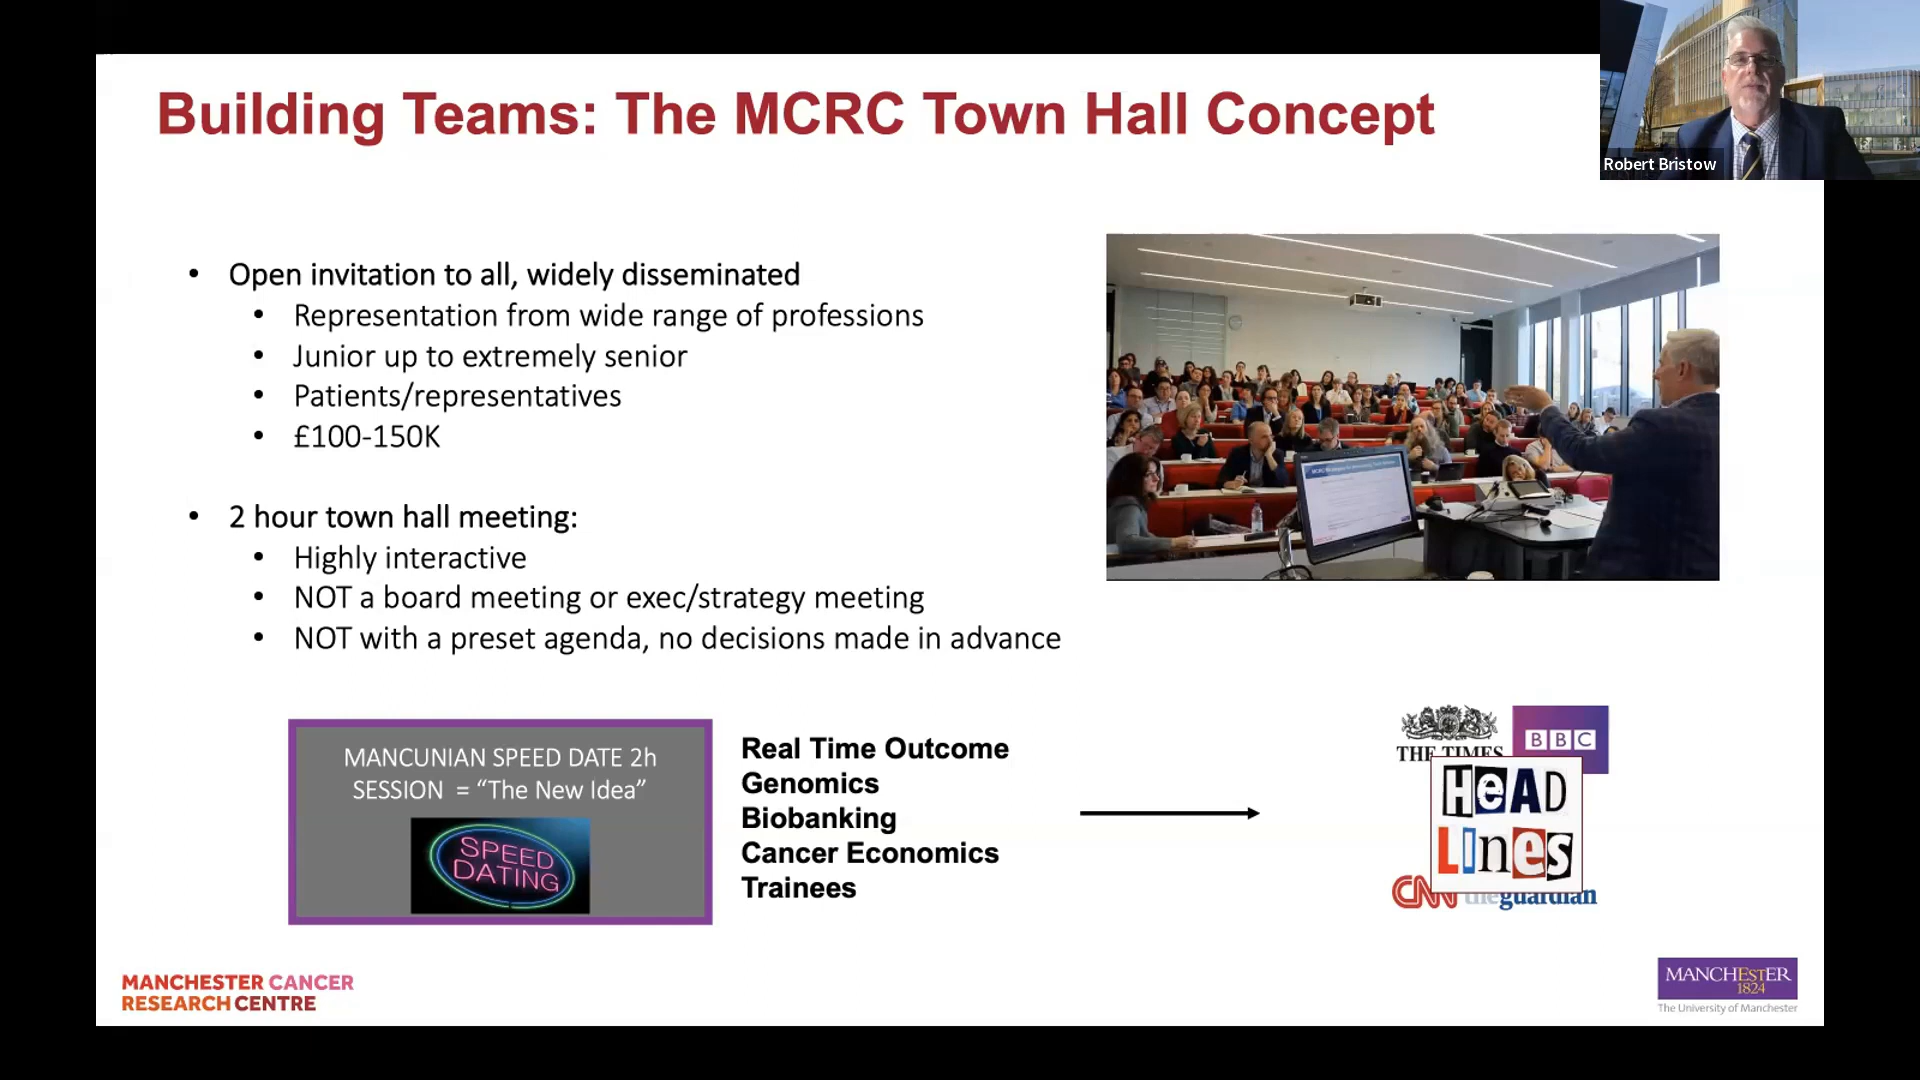 Building Teams: The MCRC Town Hall Concept
Robert Bristow
• Open invitation to all, widely disseminated
• Representation from wide range of professions
• Junior up to extremely senior
• Patients/representatives
• £100-150K
• 2 hour town hall meeting:
• Highly interactive
• NOT a board meeting or exec/strategy meeting
• NOT with a preset agenda, no decisions made in advance
MANCUNIAN SPEED DATE 2h
SESSION = “The New Idea”
SPEED
DATING
Real Time Outcome
Genomics
Biobanking
Cancer Economics
Trainees
THE TIMES
BBC
HeAD
LInes
CNN theguardian
MANCHESTER CANCER
RESEARCH CENTRE
MANCHESTER
1824
The University of Manchester